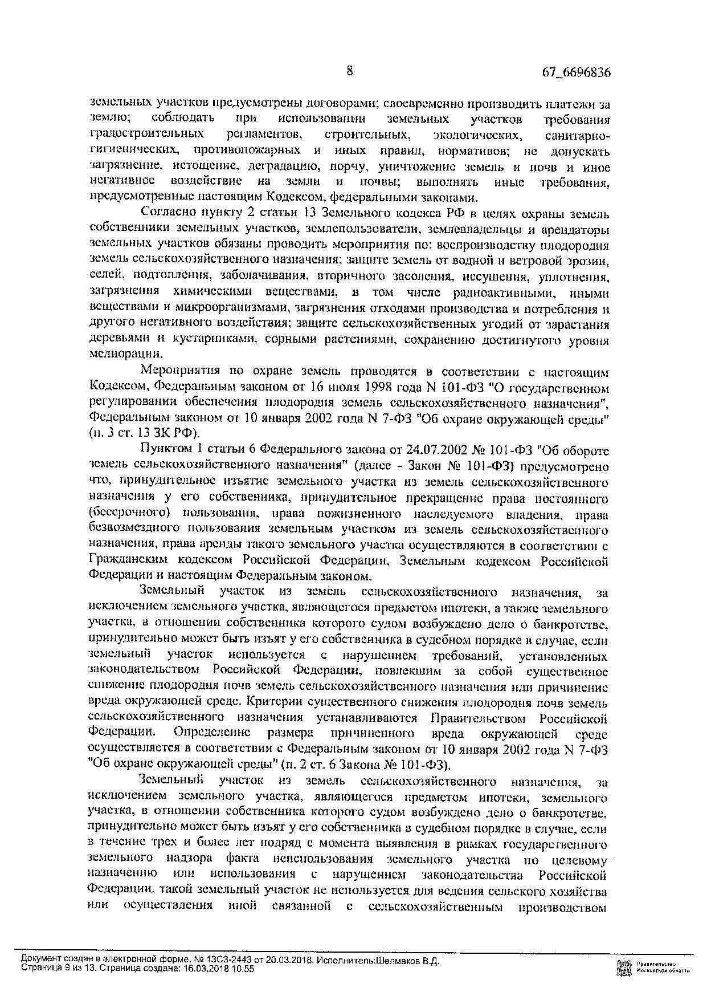 8 67_6696836
земельных участков предусмотрены договорами; своевременно производить платежи за
землю; соблюдать при использовании земельных участков требования
градостроительных регламентов, строительных, экологических, санитарно-
гигиенических, противопожарных и иных правил, нормативов; не допускать
загрязнение, истощение, деградацию, порчу, уничтожение земель и почв и иное
негативное воздействие на земли и почвы; выполнять иные требования,
предусмотренные настоящим Кодексом, федеральными законами.
Согласно пункту 2 статьи 13 Земельного кодекса РФ в целях охраны земель
собственники земельных участков, землепользователи, землевладельцы и арендаторы
земельных участков обязаны проводить мероприятия по: воспроизводству плодородия
земель сельскохозяйственного назначения; защите земель от водной и ветровой эрозии,
селей, подтопления, заболачивания, вторичного засоления, иссушения, уплотнения,
загрязнения химическими веществами, в том числе радиоактивными, иными
веществами и микроорганизмами, загрязнения отходами производства и потребления и
другого негативного воздействия; защите сельскохозяйственных угодий от зарастания
деревьями и кустарниками, сорными растениями, сохранению достигнутого уровня
мелиорации.
Мероприятия по охране земель проводятся в соответствии с настоящим
Кодексом, Федеральным законом от 16 июля 1998 года N 101-ФЗ "О государственном
регулировании обеспечения плодородия земель сельскохозяйственного назначения",
Федеральным законом от 10 января 2002 года N 7-ФЗ "Об охране окружающей среды"
(п. 3 ст. 13 ЗК РФ).
Пунктом 1 статьи 6 Федерального закона от 24.07.2002 № 101-ФЗ "Об обороте
земель сельскохозяйственного назначения" (далее - Закон № 101-ФЗ) предусмотрено
что, принудительное изъятие земельного участка из земель сельскохозяйственного
назначения у его собственника, принудительное прекращение права постоянного
(бессрочного) пользования, права пожизненного наследуемого владения, права
безвозмездного пользования земельным участком из земель сельскохозяйственного
назначения, права аренды такого земельного участка осуществляются в соответствии с
Гражданским кодексом Российской Федерации, Земельным кодексом Российской
Федерации и настоящим Федеральным законом.
Земельный участок из земель сельскохозяйственного назначения, за
исключением земельного участка, являющегося предметом ипотеки, а также земельного
участка, в отношении собственника которого судом возбуждено дело о банкротстве,
принудительно может быть изъят у его собственника в судебном порядке в случае, если
земельный участок используется с нарушением требований, установленных
законодательством Российской Федерации, повлекшим за собой существенное
снижение плодородия почв земель сельскохозяйственного назначения или причинение
вреда окружающей среде. Критерии существенного снижения плодородия почв земель
сельскохозяйственного назначения устанавливаются Правительством Российской
Федерации. Определение размера причиненного вреда окружающей среде
осуществляется в соответствии с Федеральным законом от 10 января 2002 года N 7-ФЗ
"Об охране окружающей среды" (п. 2 ст. 6 Закона № 101-ФЗ).
Земельный участок из земель сельскохозяйственного назначения, за
исключением земельного участка, являющегося предметом ипотеки, земельного
участка, в отношении собственника которого судом возбуждено дело о банкротстве,
принудительно может быть изъят у его собственника в судебном порядке в случае, если
в течение трех и более лет подряд с момента выявления в рамках государственного
земельного надзора факта неиспользования земельного участка по целевому
назначению или использования с нарушением законодательства Российской
Федерации, такой земельный участок не используется для ведения сельского хозяйства
или осуществления иной связанной с сельскохозяйственным производством
Документ создан в электронной форме. № 13СЗ-2443 от 20.03.2018. Исполнитель:Шелмаков В.Д.
Страница 9 из 13. Страница создана: 16.03.2018 10:55
Правительство
Московской области